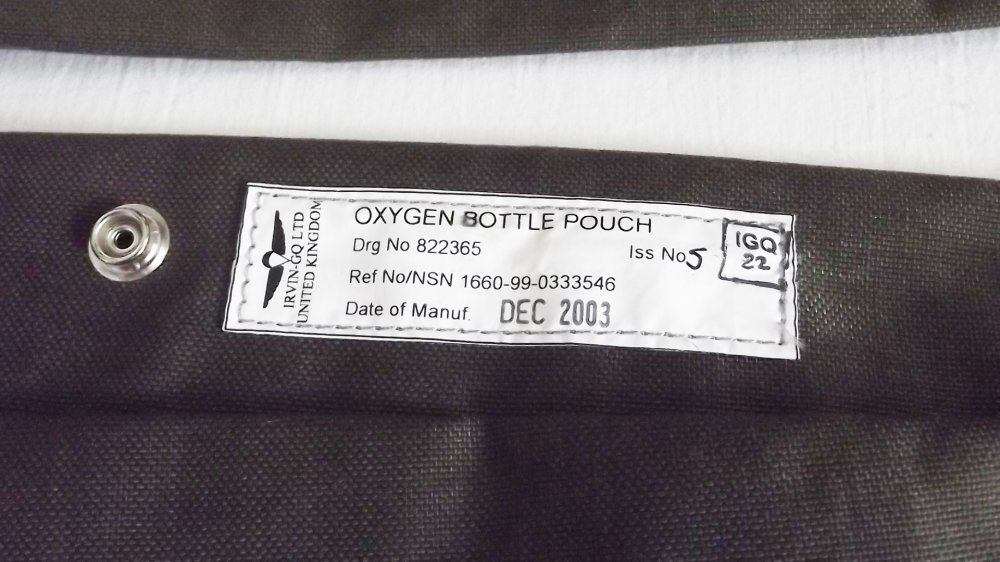 IRVIN-GQ LTD
UNITED KINGDOM
OXYGEN BOTTLE POUCH
Drg No 822365
Iss No 5
IGQ
22
Ref No/NSN 1660-99-0333546
Date of Manuf. DEC 2003